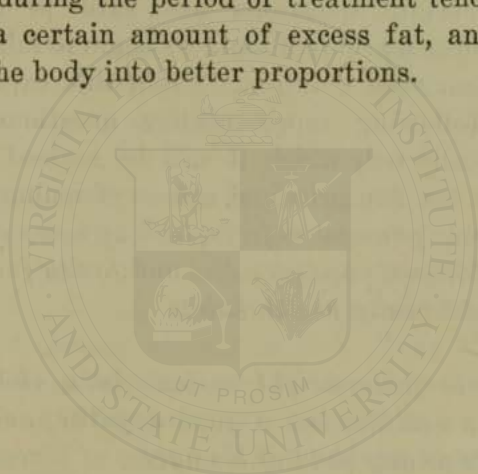 during the period of treatment
a certain amount of excess fat, an
he body into better proportions.
VIRGINIA POLYTECHNIC INSTITUTE
AND STATE UNIVERSITY
UT PROSIM